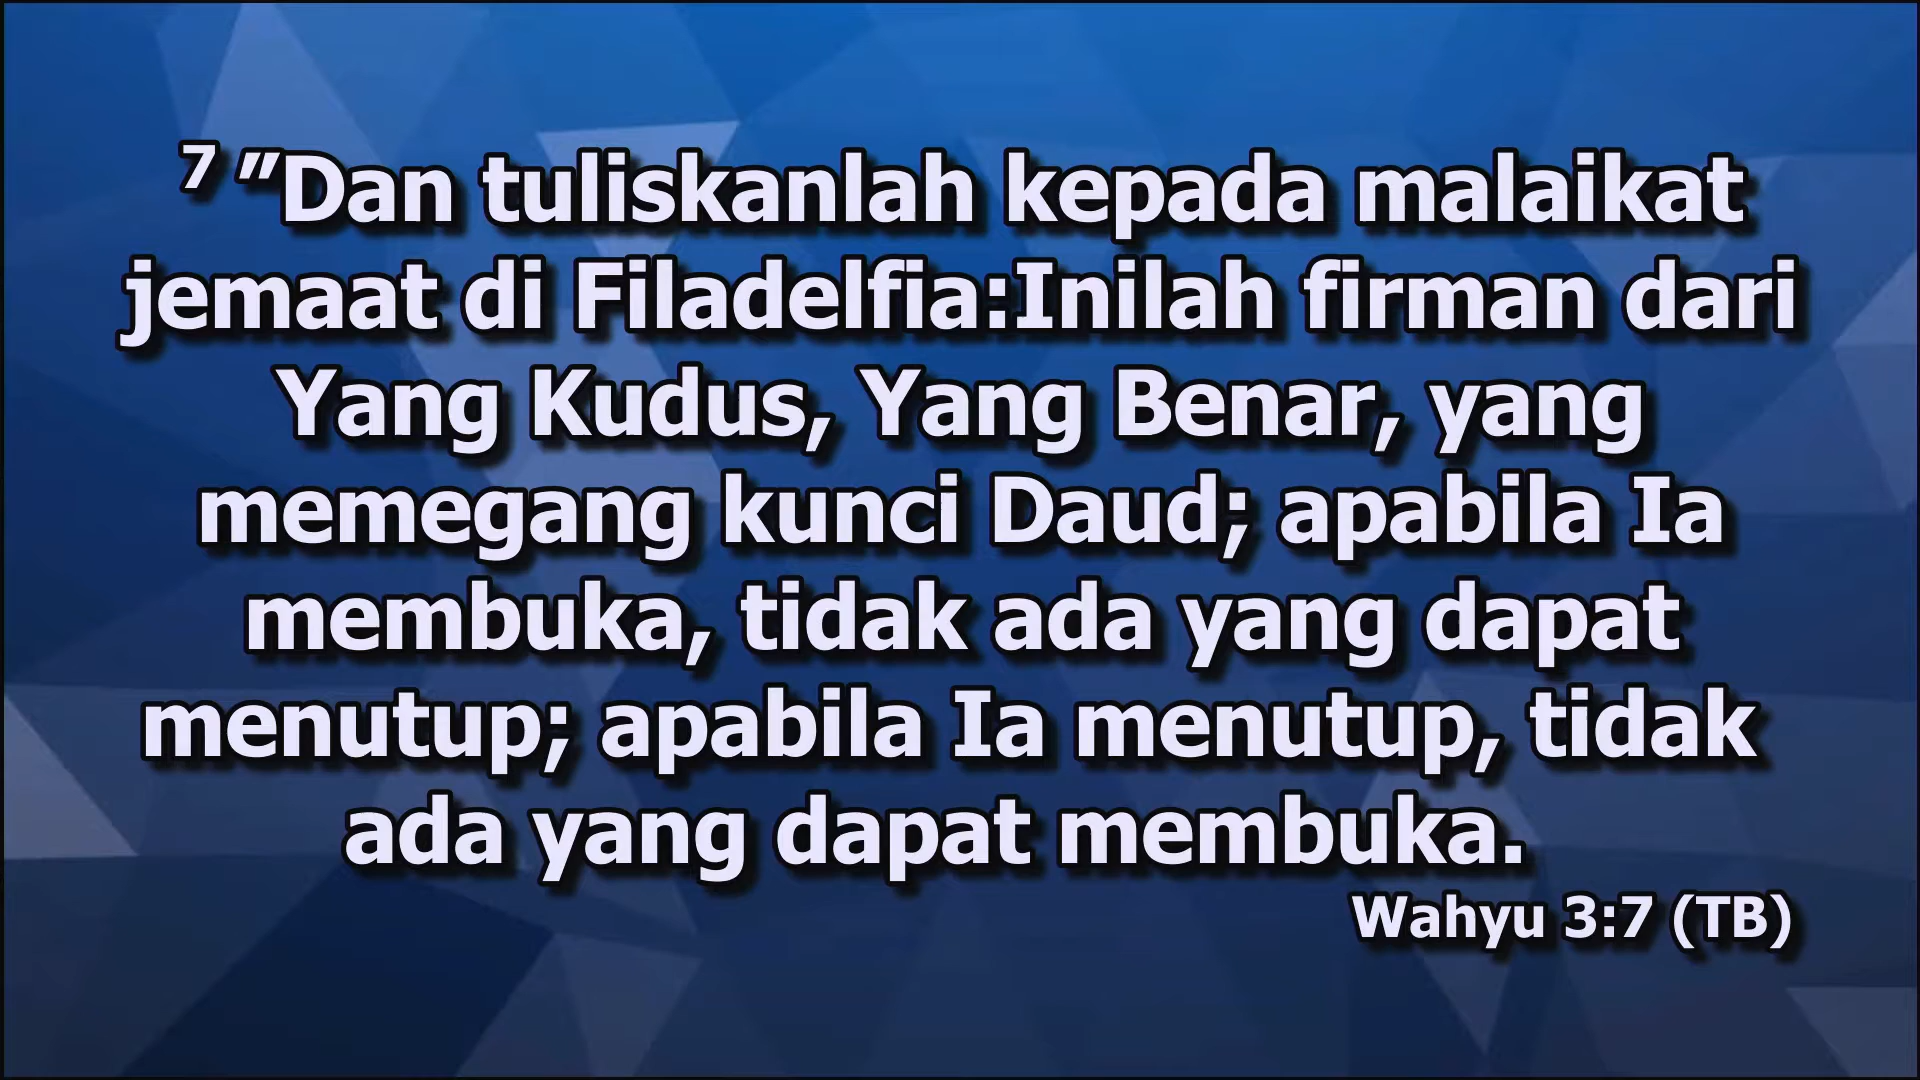 7 "Dan tuliskanlah kepada malaikat
jemaat di Filadelfia:Inilah firman dari
Yang Kudus, Yang Benar, yang
memegang kunci Daud; apabila Ia
membuka, tidak ada yang dapat
menutup; apabila Ia menutup, tidak
ada yang dapat membuka.
Wahyu 3:7 (TB)